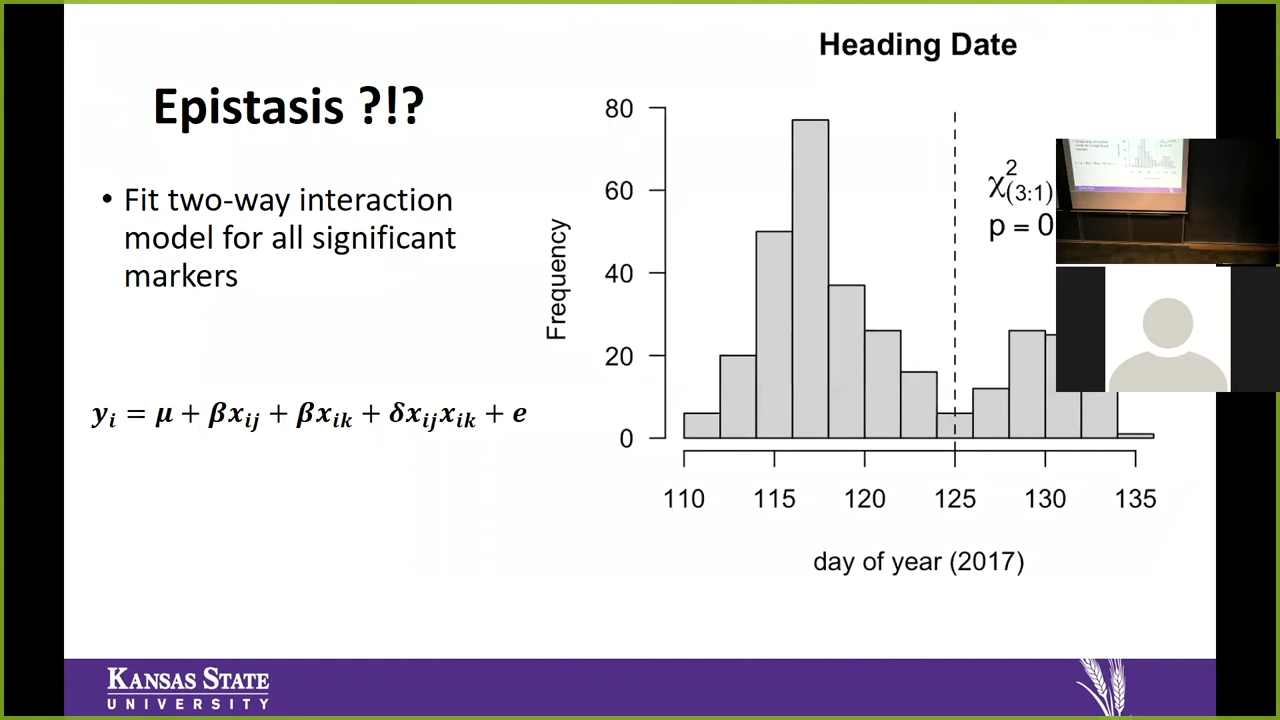 Heading Date
Epistasis ?!?
• Fit two-way interaction
model for all significant
markers
yᵢ = μ + βxᵢⱼ + βxᵢₖ + δxᵢⱼxᵢₖ + e
Frequency
80
60
40
20
0
χ²(3:1)
p = 0
110 115 120 125 130 135
day of year (2017)
KANSAS STATE
UNIVERSITY